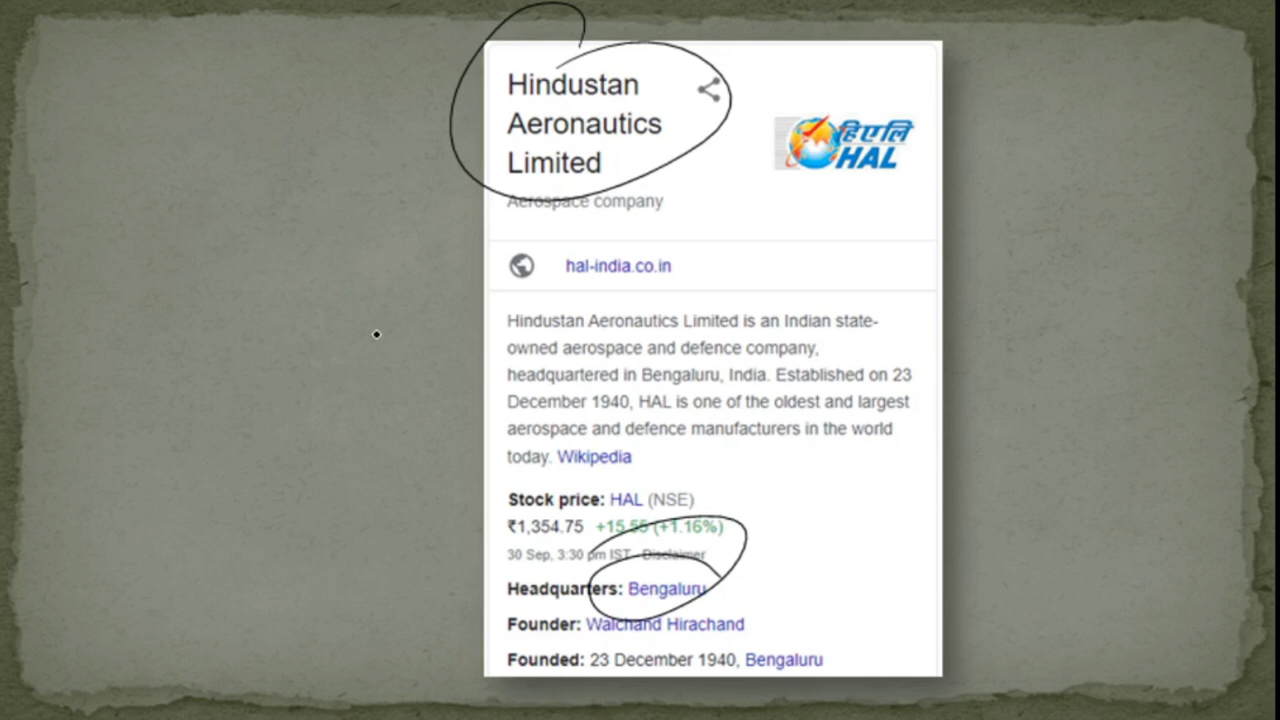 Hindustan
Aeronautics
Limited
हिएलि
HAL
Aerospace company
hal-india.co.in
Hindustan Aeronautics Limited is an Indian state-
owned aerospace and defence company,
headquartered in Bengaluru, India. Established on 23
December 1940, HAL is one of the oldest and largest
aerospace and defence manufacturers in the world
today. Wikipedia
Stock price: HAL (NSE)
₹1,354.75 +15.55 (+1.16%)
30 Sep, 3:30 pm IST - Disclaimer
Headquarters: Bengaluru
Founder: Walchand Hirachand
Founded: 23 December 1940, Bengaluru